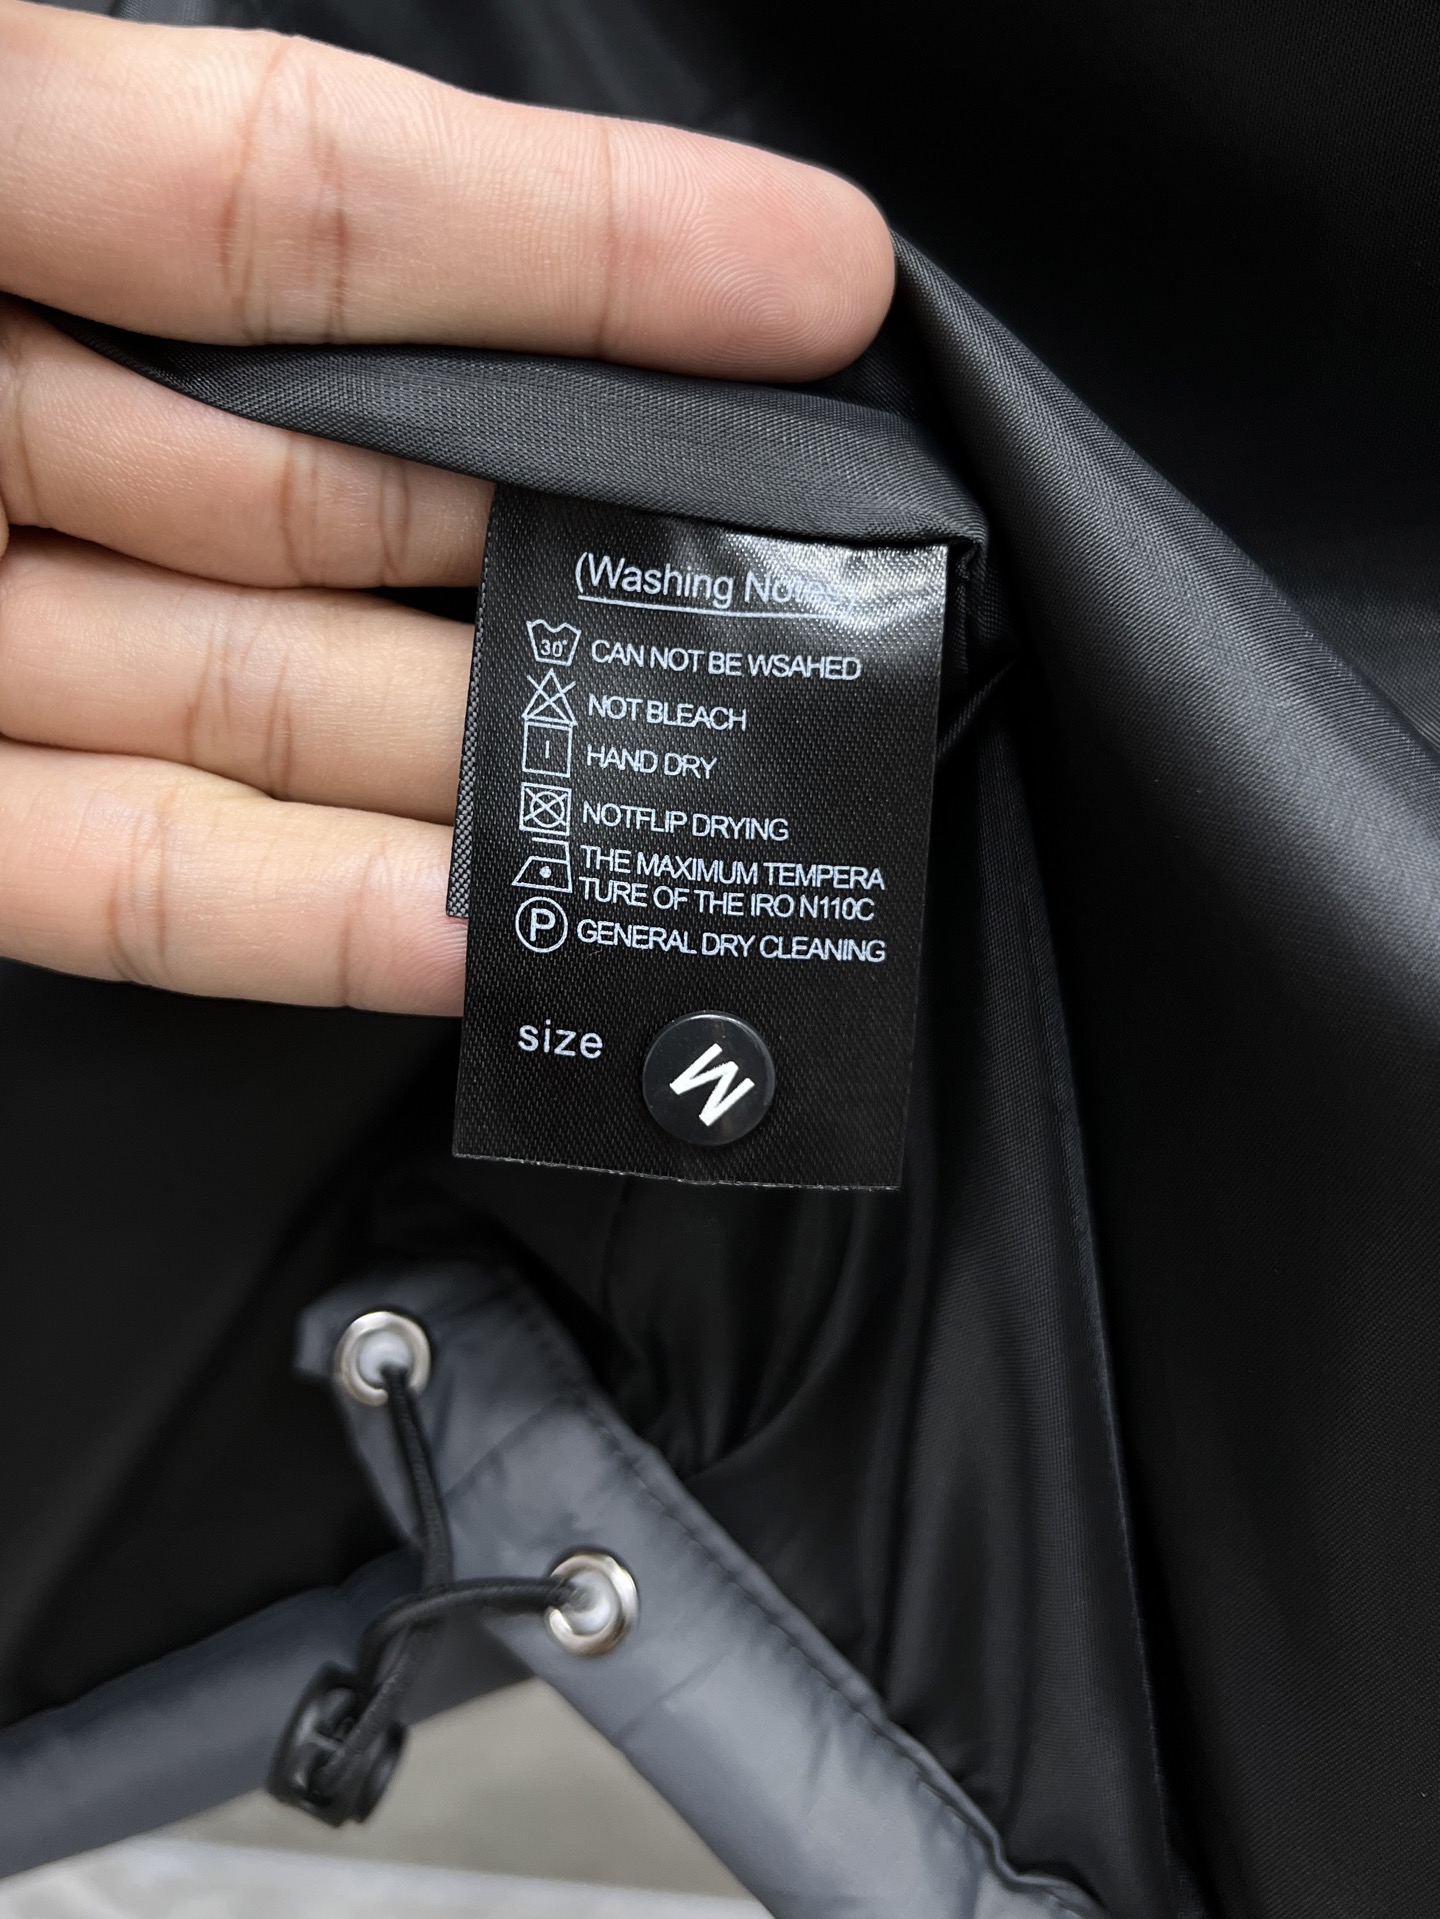 (Washing Notes)
30°
CAN NOT BE WSAHED
NOT BLEACH
HAND DRY
NOTFLIP DRYING
THE MAXIMUM TEMPERA
TURE OF THE IRO N110C
P
GENERAL DRY CLEANING
size
M